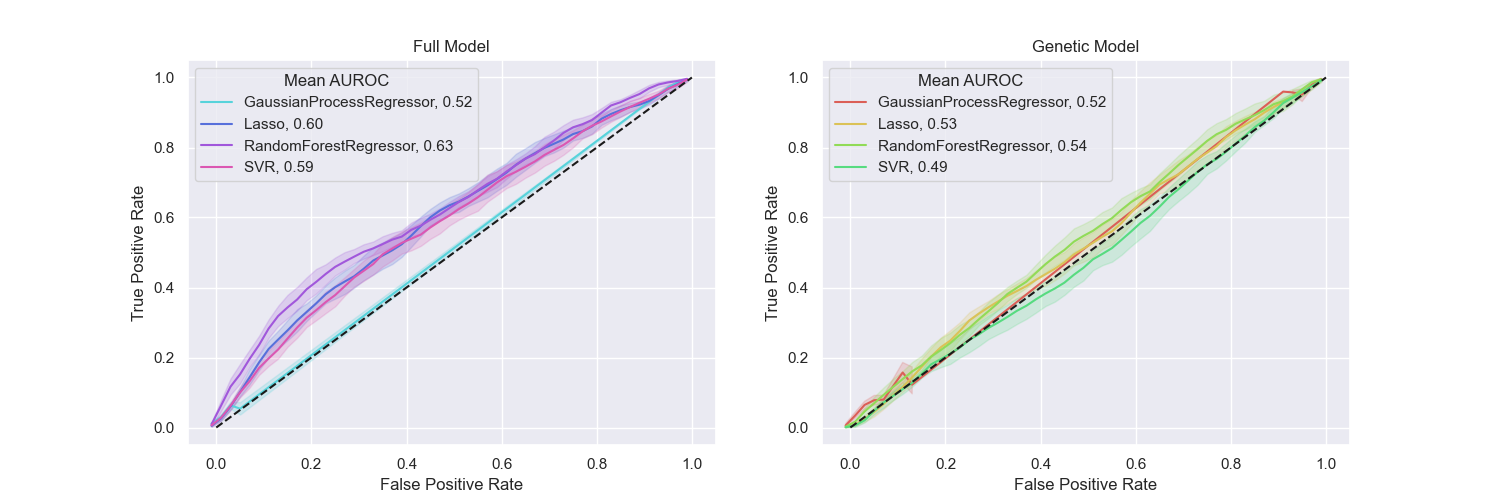 Full Model
Mean AUROC
GaussianProcessRegressor, 0.52
Lasso, 0.60
RandomForestRegressor, 0.63
SVR, 0.59
1.0
0.8
0.6
0.4
0.2
0.0
True Positive Rate
0.0 0.2 0.4 0.6 0.8 1.0
False Positive Rate
Genetic Model
Mean AUROC
GaussianProcessRegressor, 0.52
Lasso, 0.53
RandomForestRegressor, 0.54
SVR, 0.49
1.0
0.8
0.6
0.4
0.2
0.0
True Positive Rate
0.0 0.2 0.4 0.6 0.8 1.0
False Positive Rate